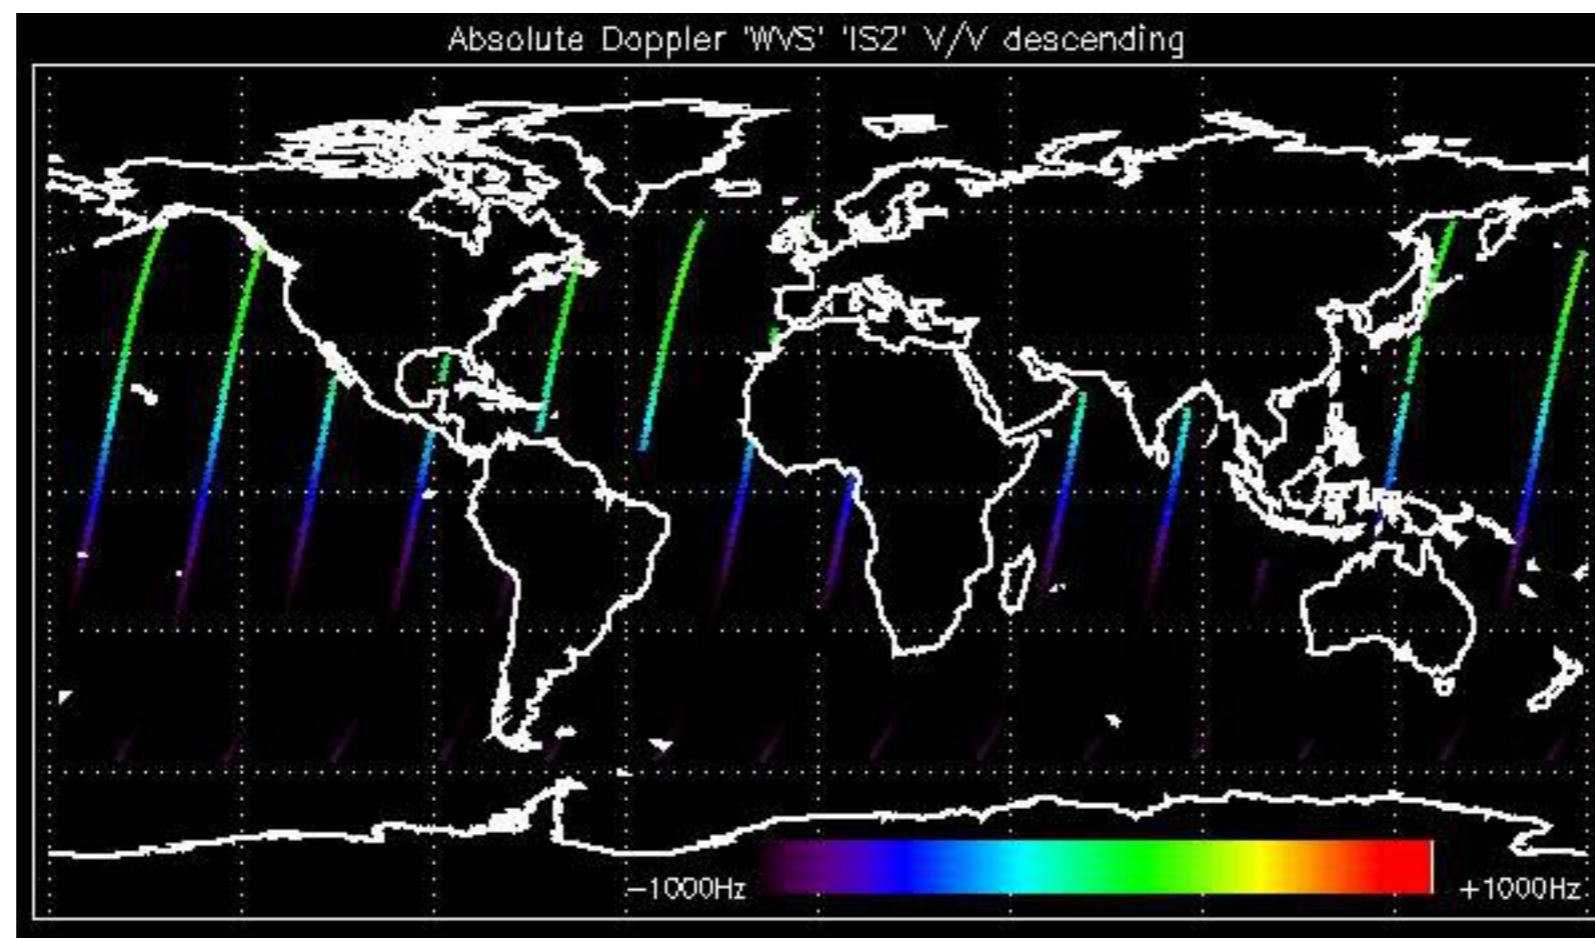 Absolute Doppler 'WVS' 'IS2' V/V descending
−1000Hz
+1000Hz